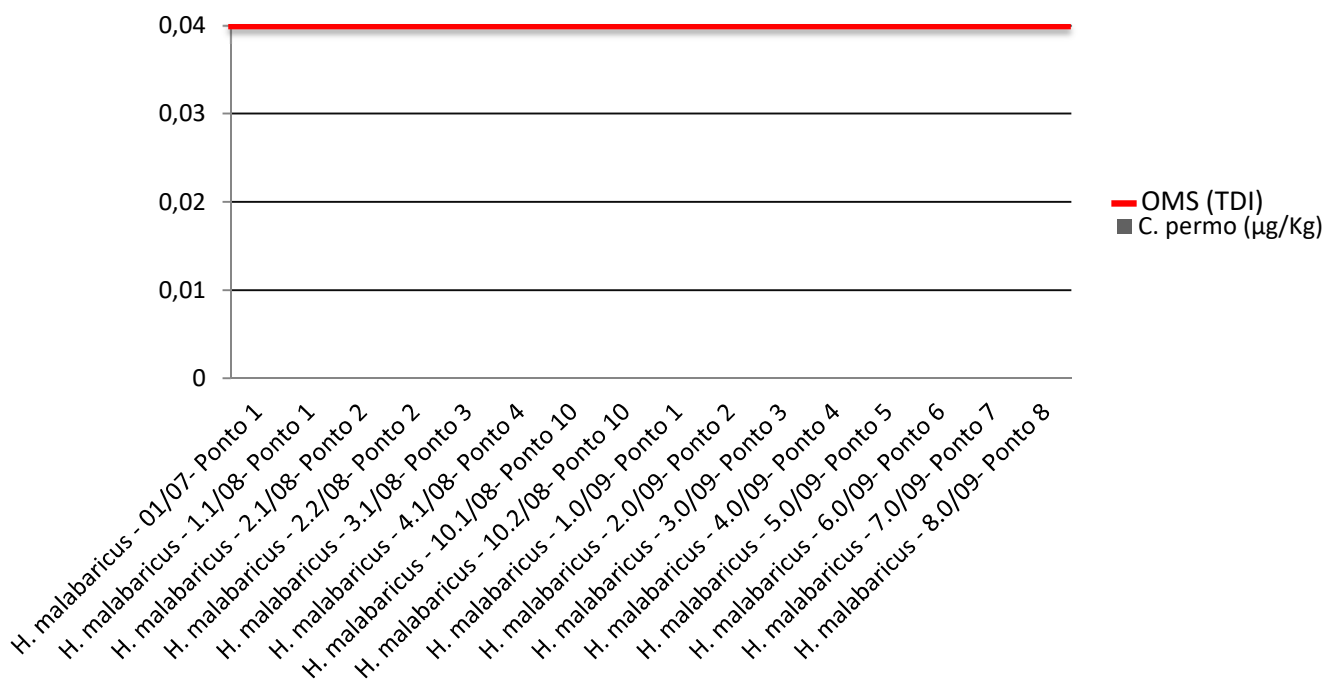 0,04
0,03
0,02
0,01
0
OMS (TDI)
C. permo (µg/Kg)
H. malabaricus - 01/07- Ponto 1
H. malabaricus - 1.1/08- Ponto 1
H. malabaricus - 2.1/08- Ponto 2
H. malabaricus - 2.2/08- Ponto 2
H. malabaricus - 3.1/08- Ponto 3
H. malabaricus - 4.1/08- Ponto 4
H. malabaricus - 10.1/08- Ponto 10
H. malabaricus - 10.2/08- Ponto 10
H. malabaricus - 1.0/09- Ponto 1
H. malabaricus - 2.0/09- Ponto 2
H. malabaricus - 3.0/09- Ponto 3
H. malabaricus - 4.0/09- Ponto 4
H. malabaricus - 5.0/09- Ponto 5
H. malabaricus - 6.0/09- Ponto 6
H. malabaricus - 7.0/09- Ponto 7
H. malabaricus - 8.0/09- Ponto 8